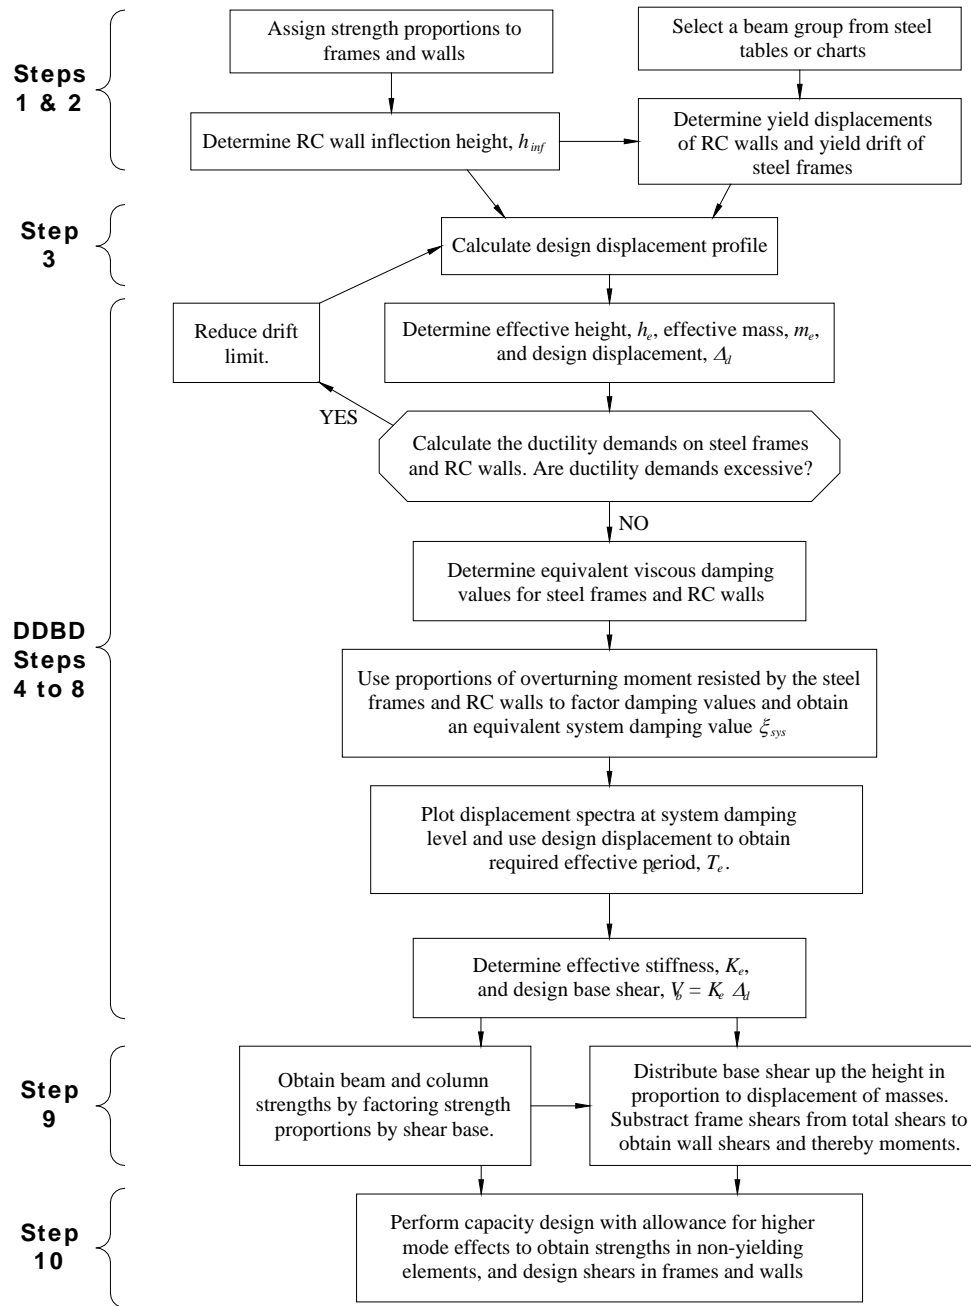 Steps
1 & 2
Assign strength proportions to
frames and walls
Select a beam group from steel
tables or charts
Determine RC wall inflection height, h_inf
Determine yield displacements
of RC walls and yield drift of
steel frames
Step
3
Calculate design displacement profile
Reduce drift
limit.
Determine effective height, h_e, effective mass, m_e,
and design displacement, Δ_d
YES
Calculate the ductility demands on steel frames
and RC walls. Are ductility demands excessive?
NO
DDBD
Steps
4 to 8
Determine equivalent viscous damping
values for steel frames and RC walls
Use proportions of overturning moment resisted by the steel
frames and RC walls to factor damping values and obtain
an equivalent system damping value ξ_sys
Plot displacement spectra at system damping
level and use design displacement to obtain
required effective period, T_e.
Determine effective stiffness, K_e,
and design base shear, V_b = K_e Δ_d
Step
9
Obtain beam and column
strengths by factoring strength
proportions by shear base.
Distribute base shear up the height in
proportion to displacement of masses.
Substract frame shears from total shears to
obtain wall shears and thereby moments.
Step
10
Perform capacity design with allowance for higher
mode effects to obtain strengths in non-yielding
elements, and design shears in frames and walls